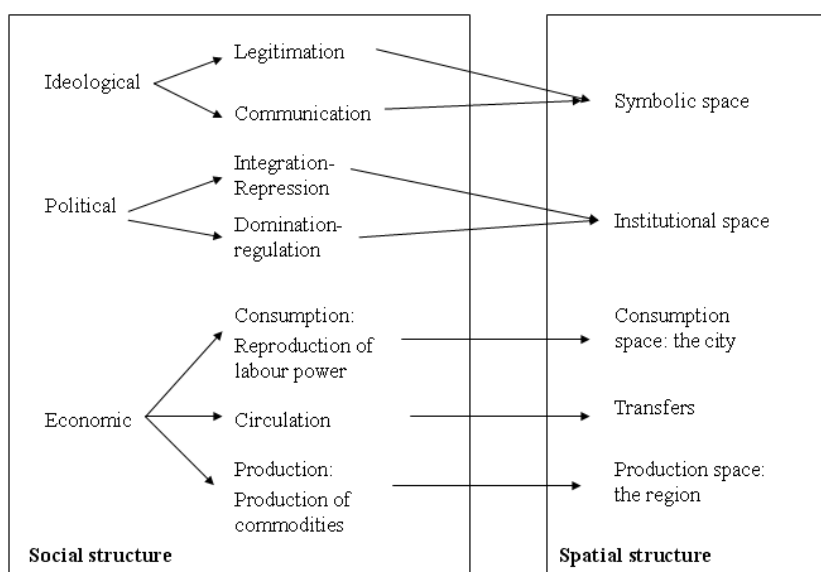 Ideological
Legitimation
Communication
Symbolic space
Political
Integration-
Repression
Domination-
regulation
Institutional space
Economic
Consumption:
Reproduction of
labour power
Consumption
space: the city
Circulation
Transfers
Production:
Production of
commodities
Production space:
the region
Social structure
Spatial structure